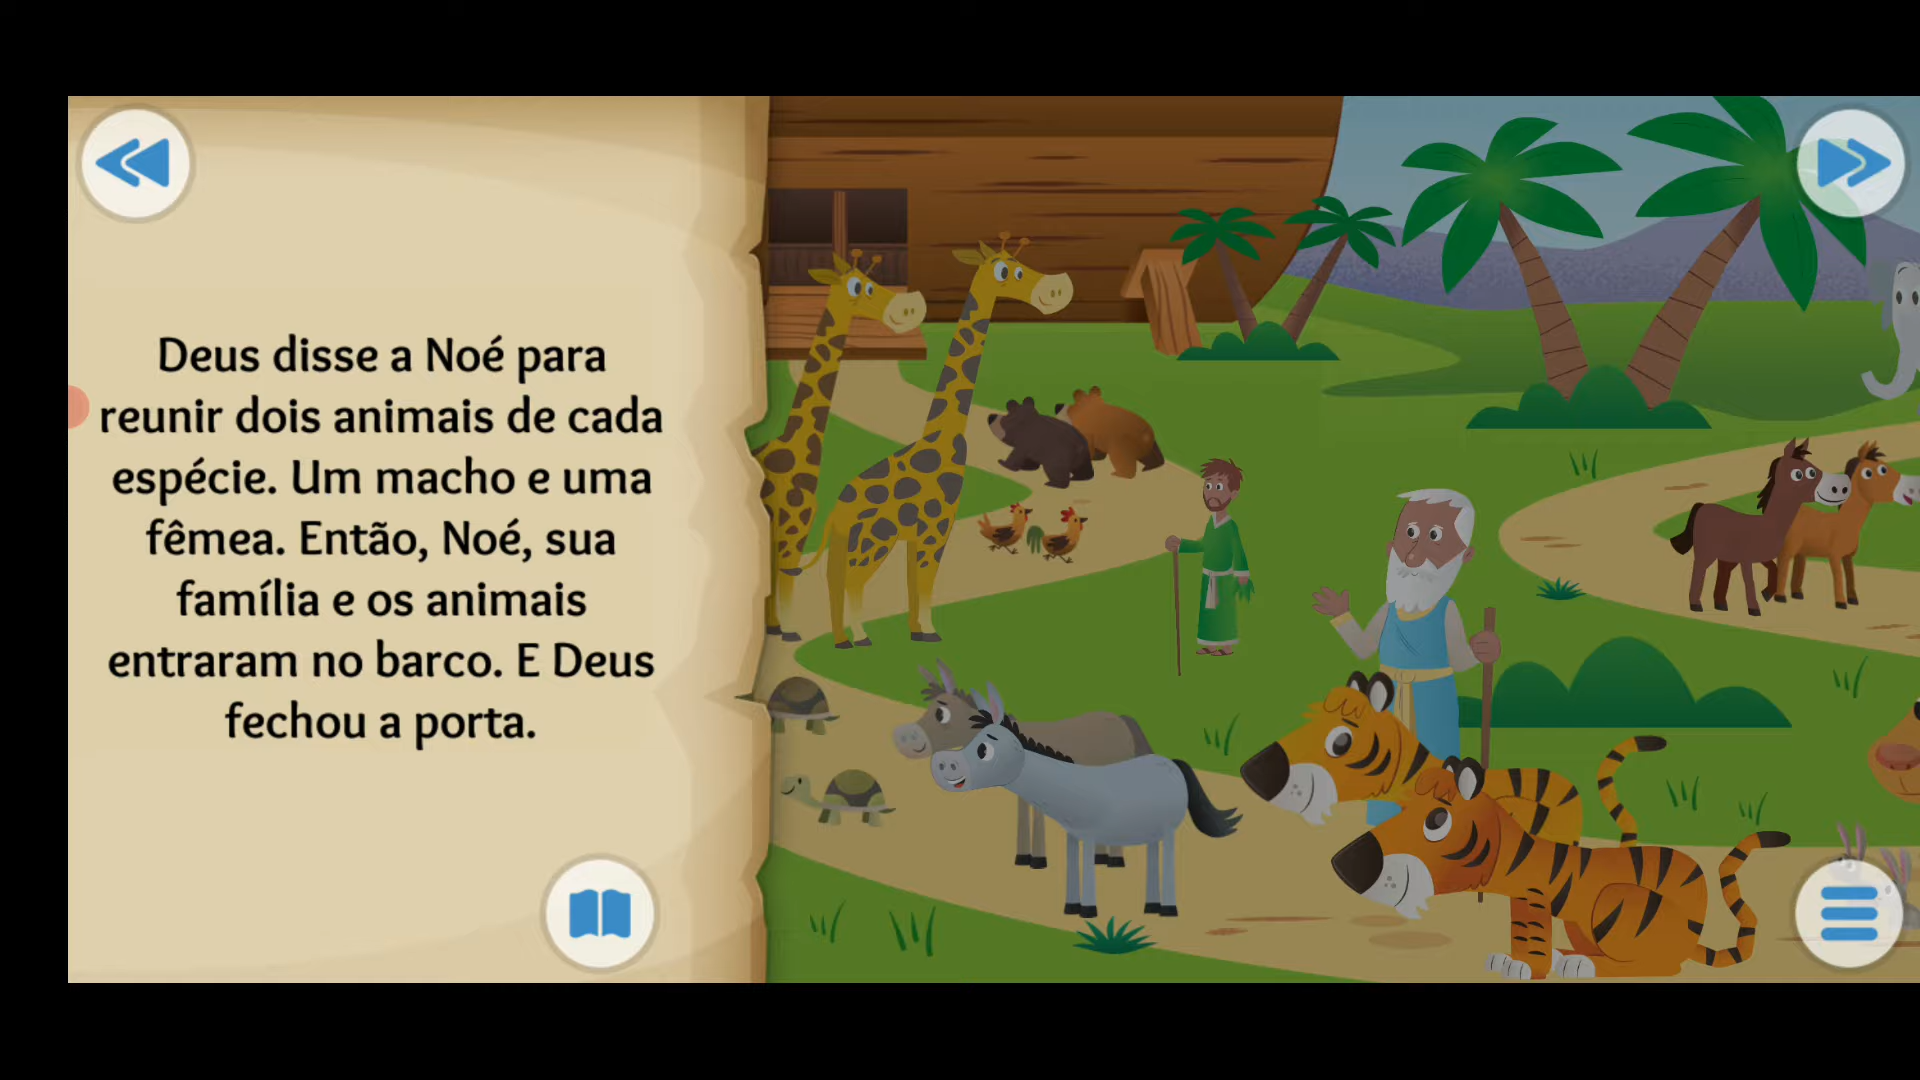 Deus disse a Noé para
reunir dois animais de cada
espécie. Um macho e uma
fêmea. Então, Noé, sua
família e os animais
entraram no barco. E Deus
fechou a porta.